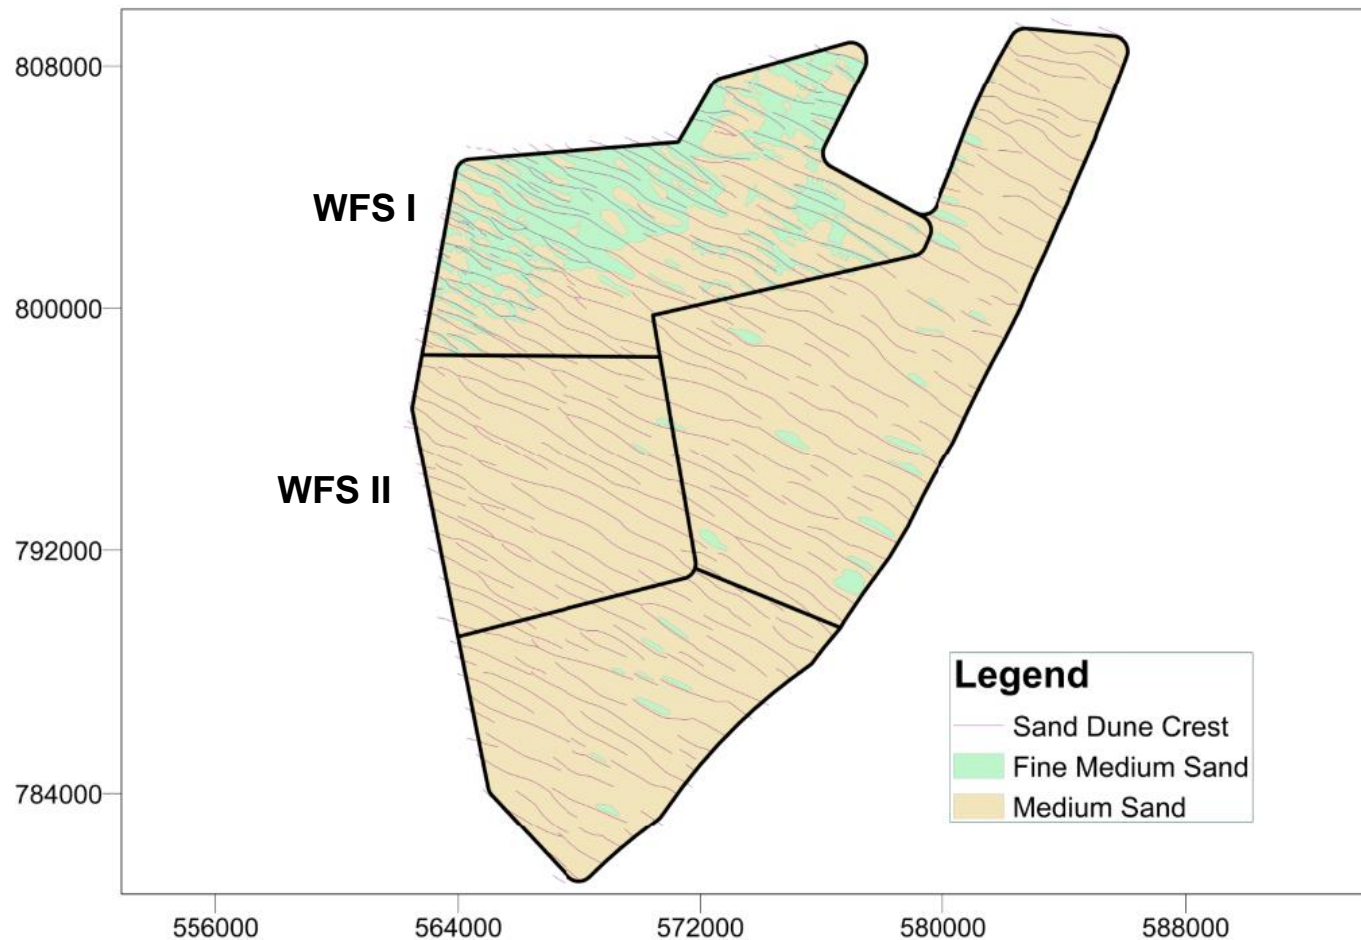 808000
WFS I
800000
WFS II
792000
Legend
Sand Dune Crest
Fine Medium Sand
Medium Sand
784000
556000 564000 572000 580000 588000